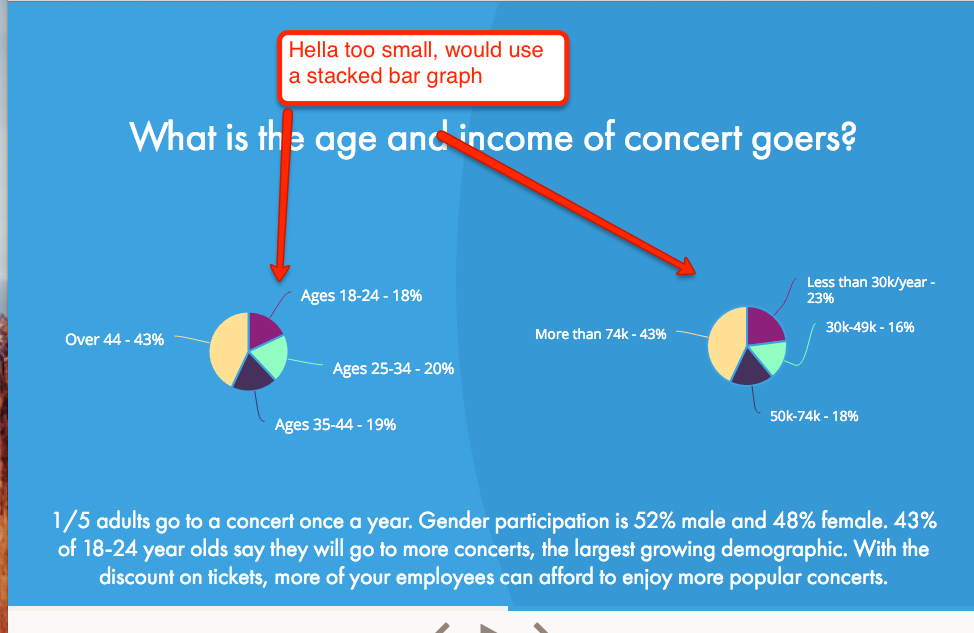 Hella too small, would use
a stacked bar graph
What is the age and income of concert goers?
Ages 18-24 - 18%
Over 44 - 43%
Ages 25-34 - 20%
Ages 35-44 - 19%
Less than 30k/year -
23%
More than 74k - 43%
30k-49k - 16%
50k-74k - 18%
1/5 adults go to a concert once a year. Gender participation is 52% male and 48% female. 43%
of 18-24 year olds say they will go to more concerts, the largest growing demographic. With the
discount on tickets, more of your employees can afford to enjoy more popular concerts.